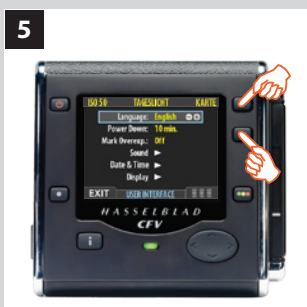 5
ISO 50 TAGESLICHT KARTE
Language: English
Power Down: 10 min.
Mark Overexp.: Off
Sound
Date & Time
Display
EXIT USER INTERFACE
HASSELBLAD
CFV
i